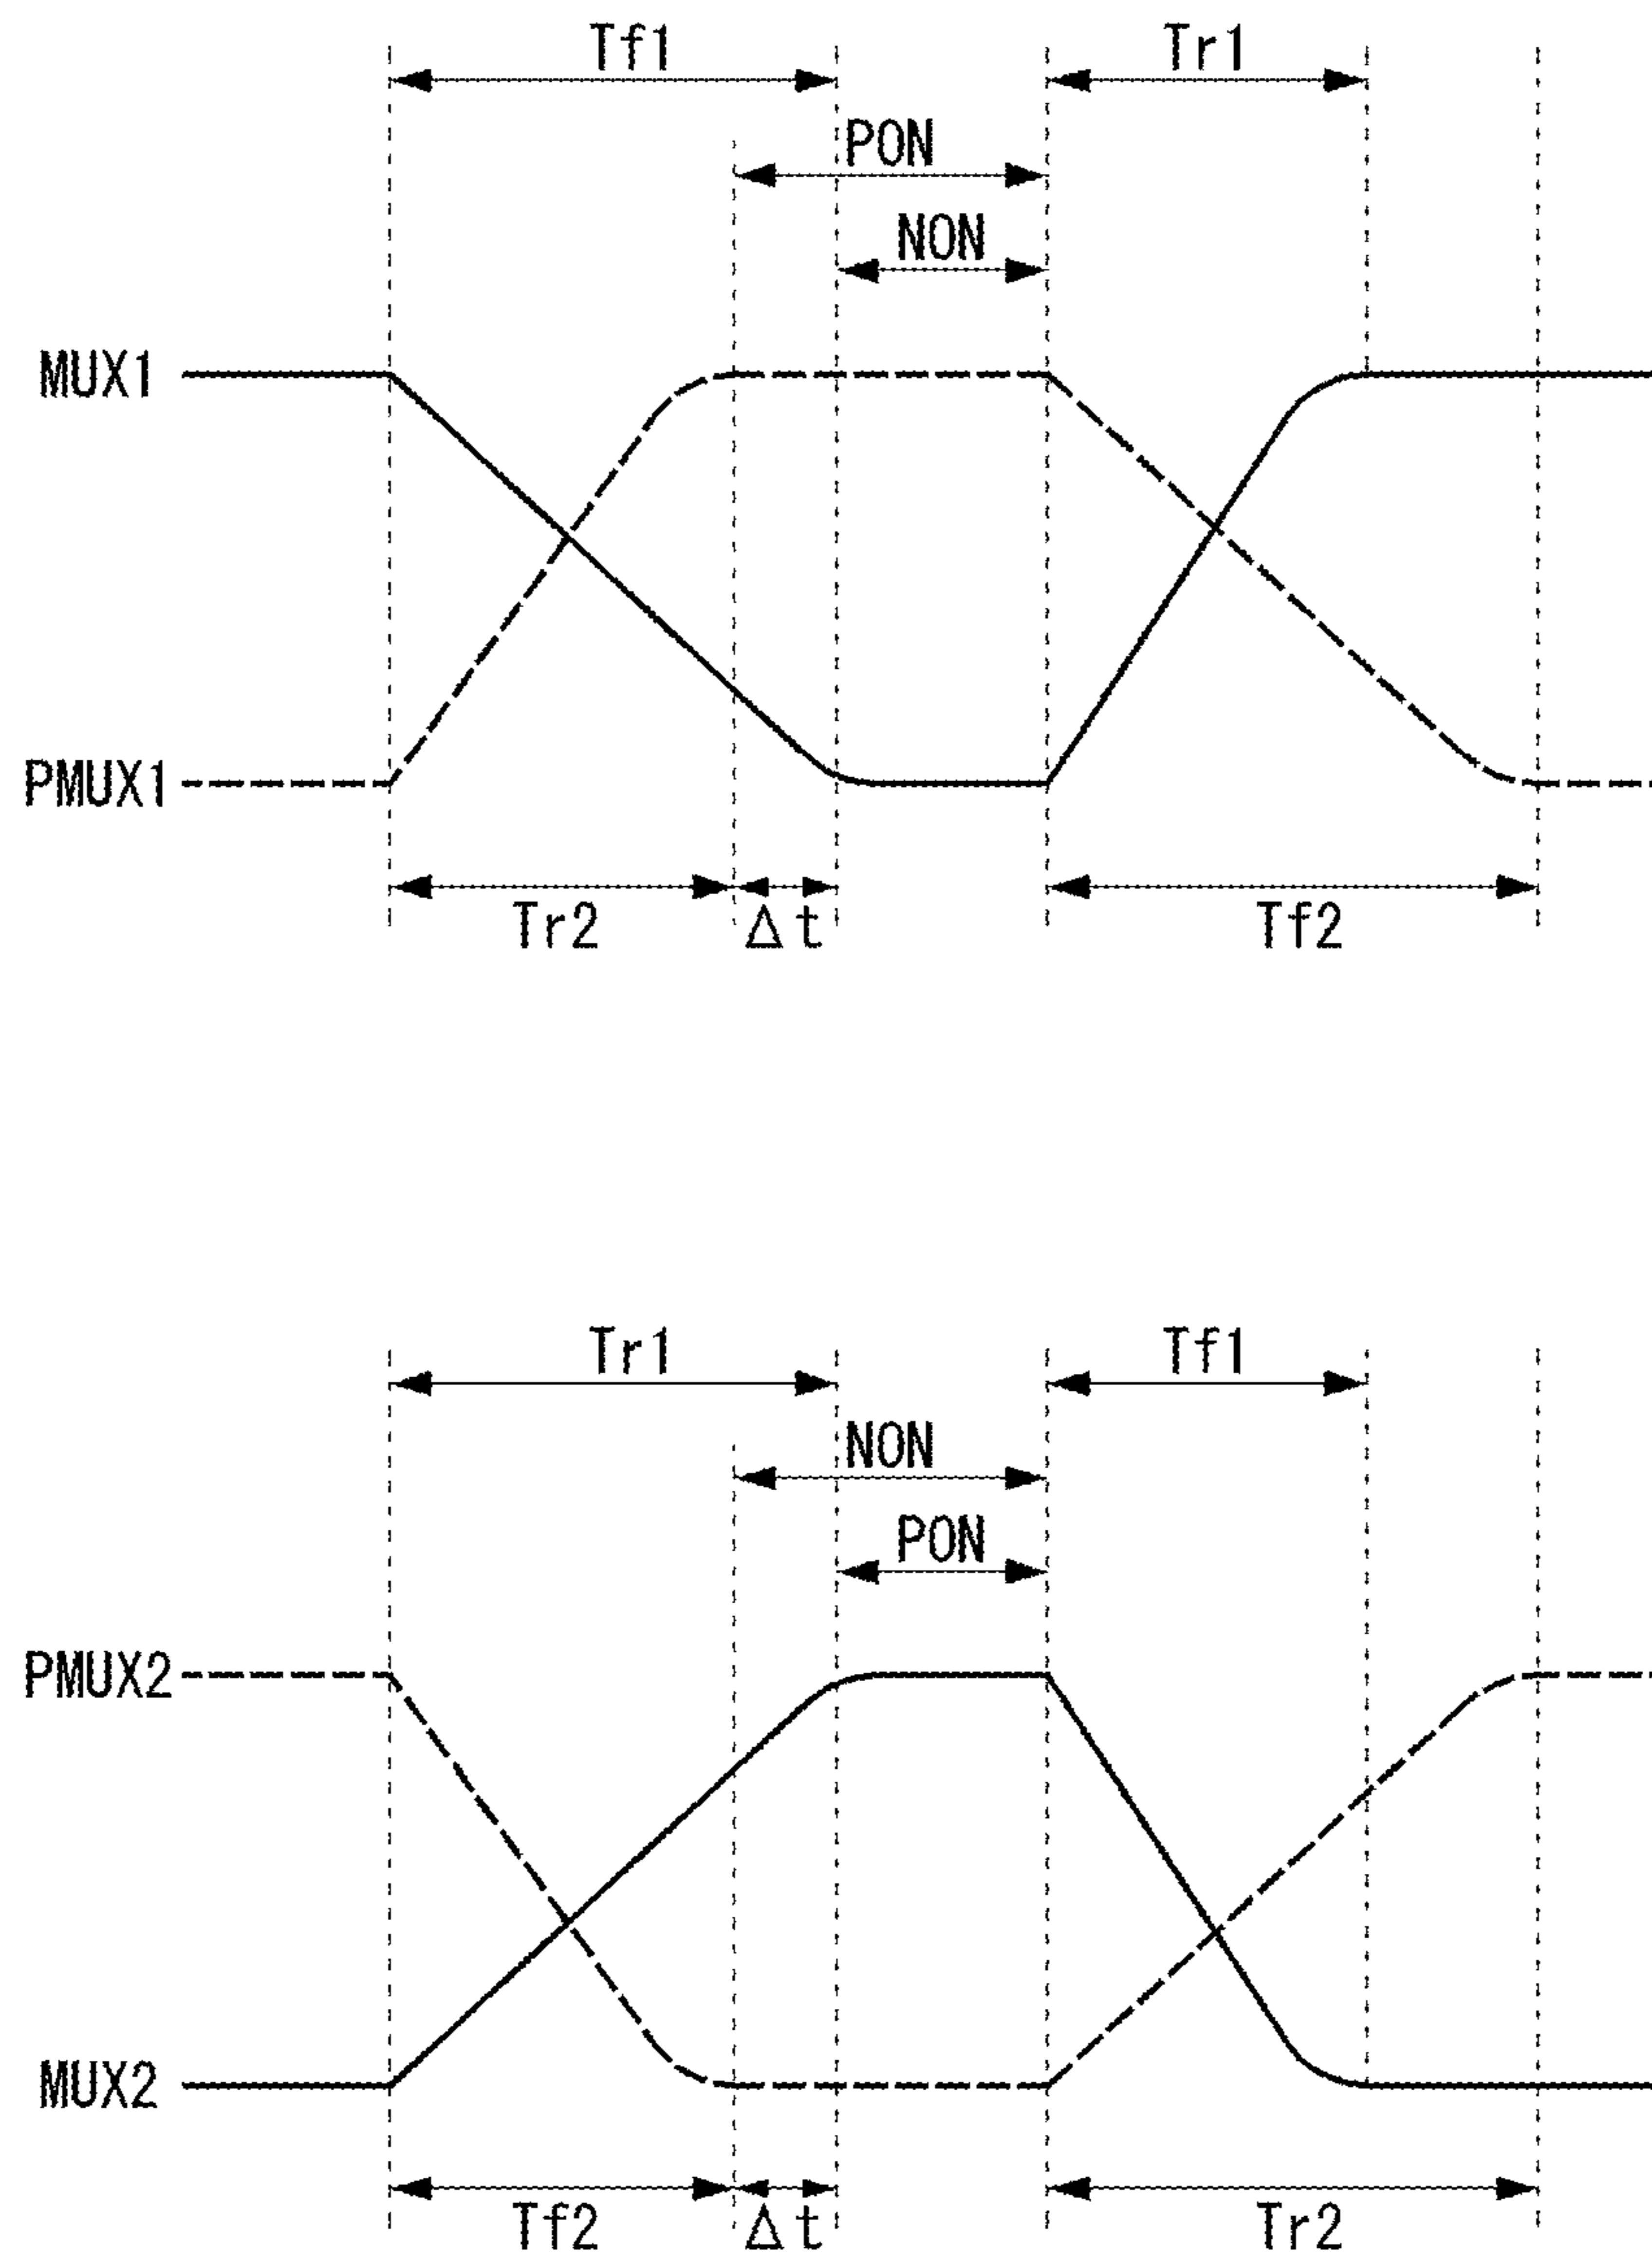 Tf1 Tr1
PON
NON
MUX1
PMUX1
Tr2 Δt Tf2
Tr1 Tf1
NON
PON
PMUX2
MUX2
Tf2 Δt Tr2